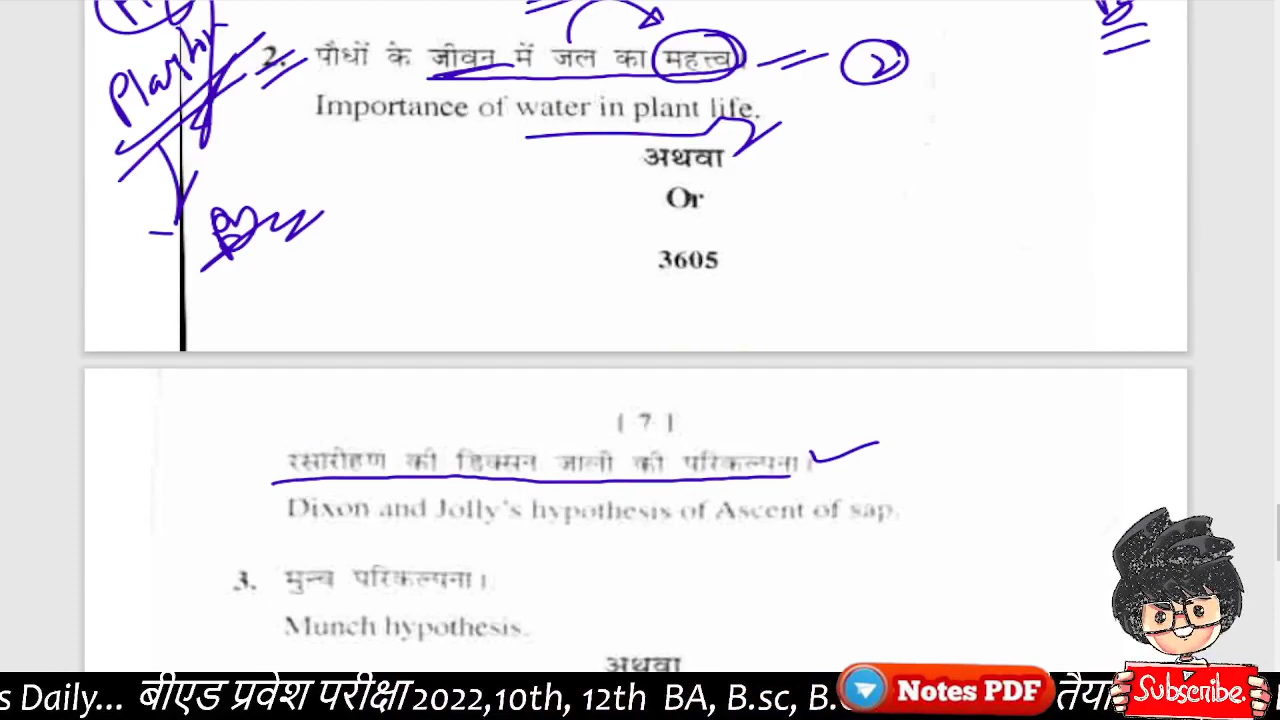 2. पौधों के जीवन में जल का महत्त्व। 2
Importance of water in plant life.
अथवा
Or
3605
[ 7 ]
रसारोहण की डिक्सन जाली की परिकल्पना।
Dixon and Jolly's hypothesis of Ascent of sap.
3. मुन्च परिकल्पना।
Munch hypothesis.
अथवा
s Daily... बीएड प्रवेश परीक्षा 2022,10th, 12th BA, B.sc, B. Notes PDF तैया
Subscribe